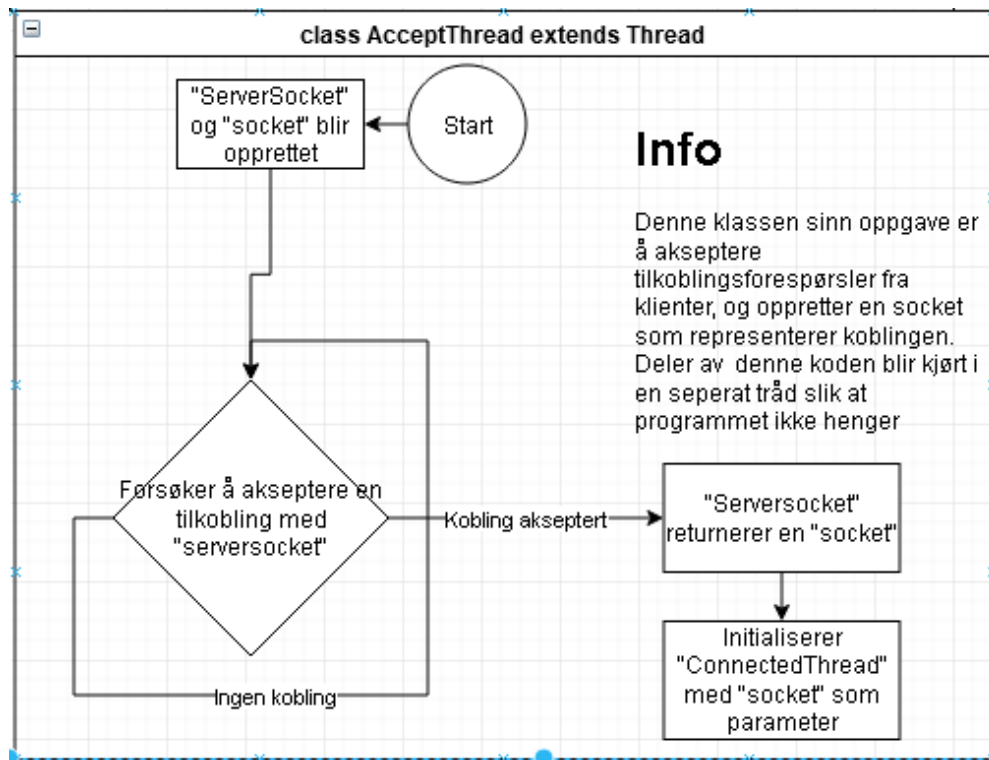 class AcceptThread extends Thread
"ServerSocket"
og "socket" blir
opprettet
Start
Info
Denne klassen sinn oppgave er
å akseptere
tilkoblingsforespørsler fra
klienter, og oppretter en socket
som representerer koblingen.
Deler av  denne koden blir kjørt i
en seperat tråd slik at
programmet ikke henger
Forsøker å akseptere en
tilkobling med
"serversocket"
Kobling akseptert
"Serversocket"
returnerer en "socket"
Ingen kobling
Initialiserer
"ConnectedThread"
med "socket" som
parameter